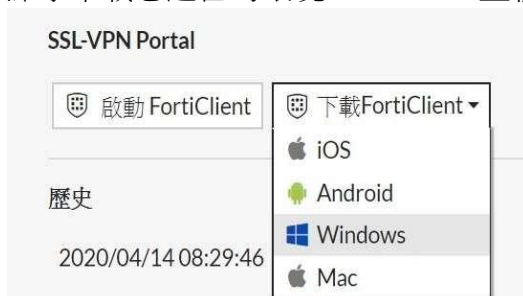 SSL-VPN Portal
啟動 FortiClient
下載FortiClient
iOS
Android
Windows
Mac
歷史
2020/04/14 08:29:46